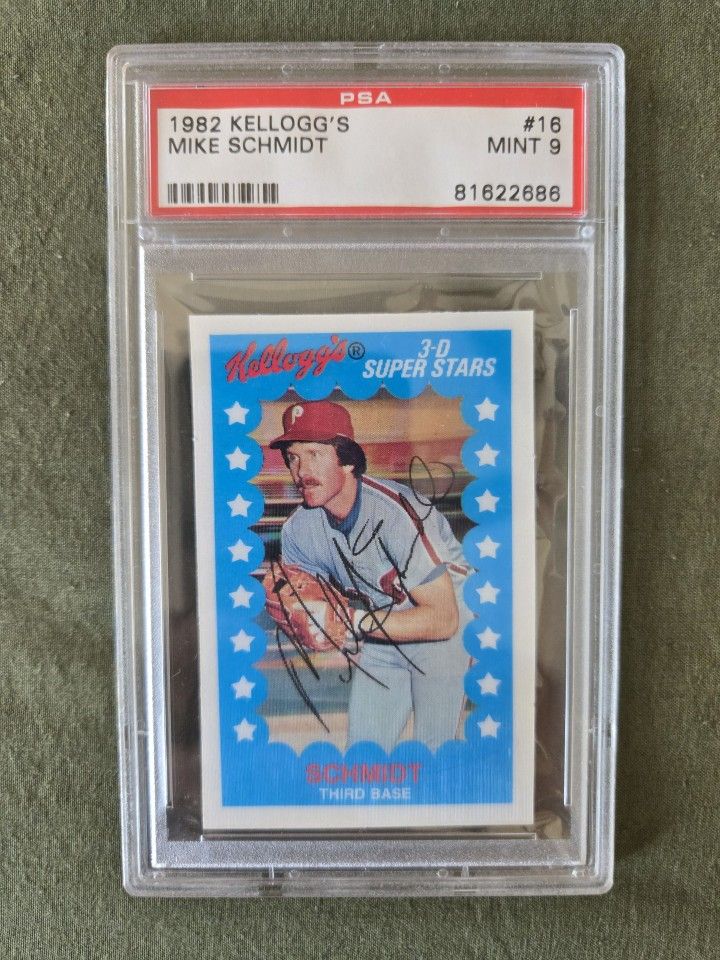 PSA
1982 KELLOGG'S #16
MIKE SCHMIDT MINT 9
81622686
Kellogg's® 3-D
SUPER STARS
P
SCHMIDT
THIRD BASE